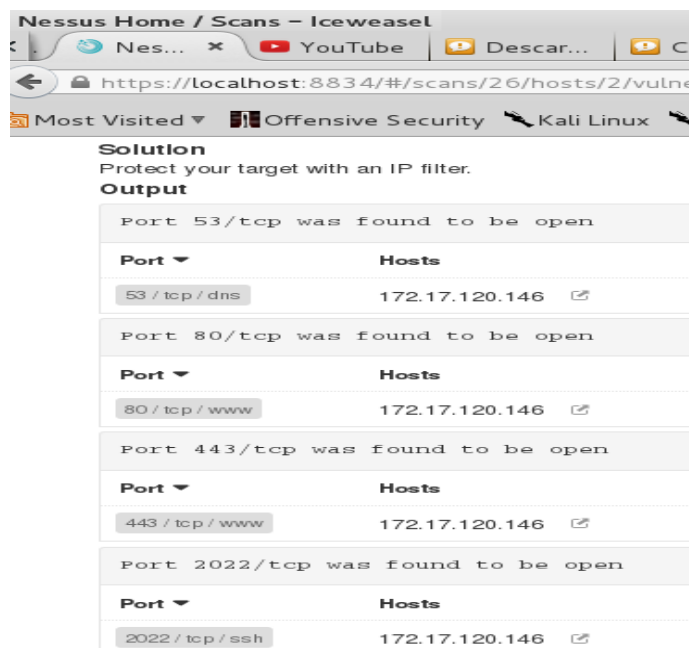 Nessus Home / Scans – Iceweasel
Nes... × YouTube Descar... C
https://localhost:8834/#/scans/26/hosts/2/vulne
Most Visited Offensive Security Kali Linux
Solution
Protect your target with an IP filter.
Output
Port 53/tcp was found to be open
Port Hosts
53 / tcp / dns 172.17.120.146
Port 80/tcp was found to be open
Port Hosts
80 / tcp / www 172.17.120.146
Port 443/tcp was found to be open
Port Hosts
443 / tcp / www 172.17.120.146
Port 2022/tcp was found to be open
Port Hosts
2022 / tcp / ssh 172.17.120.146